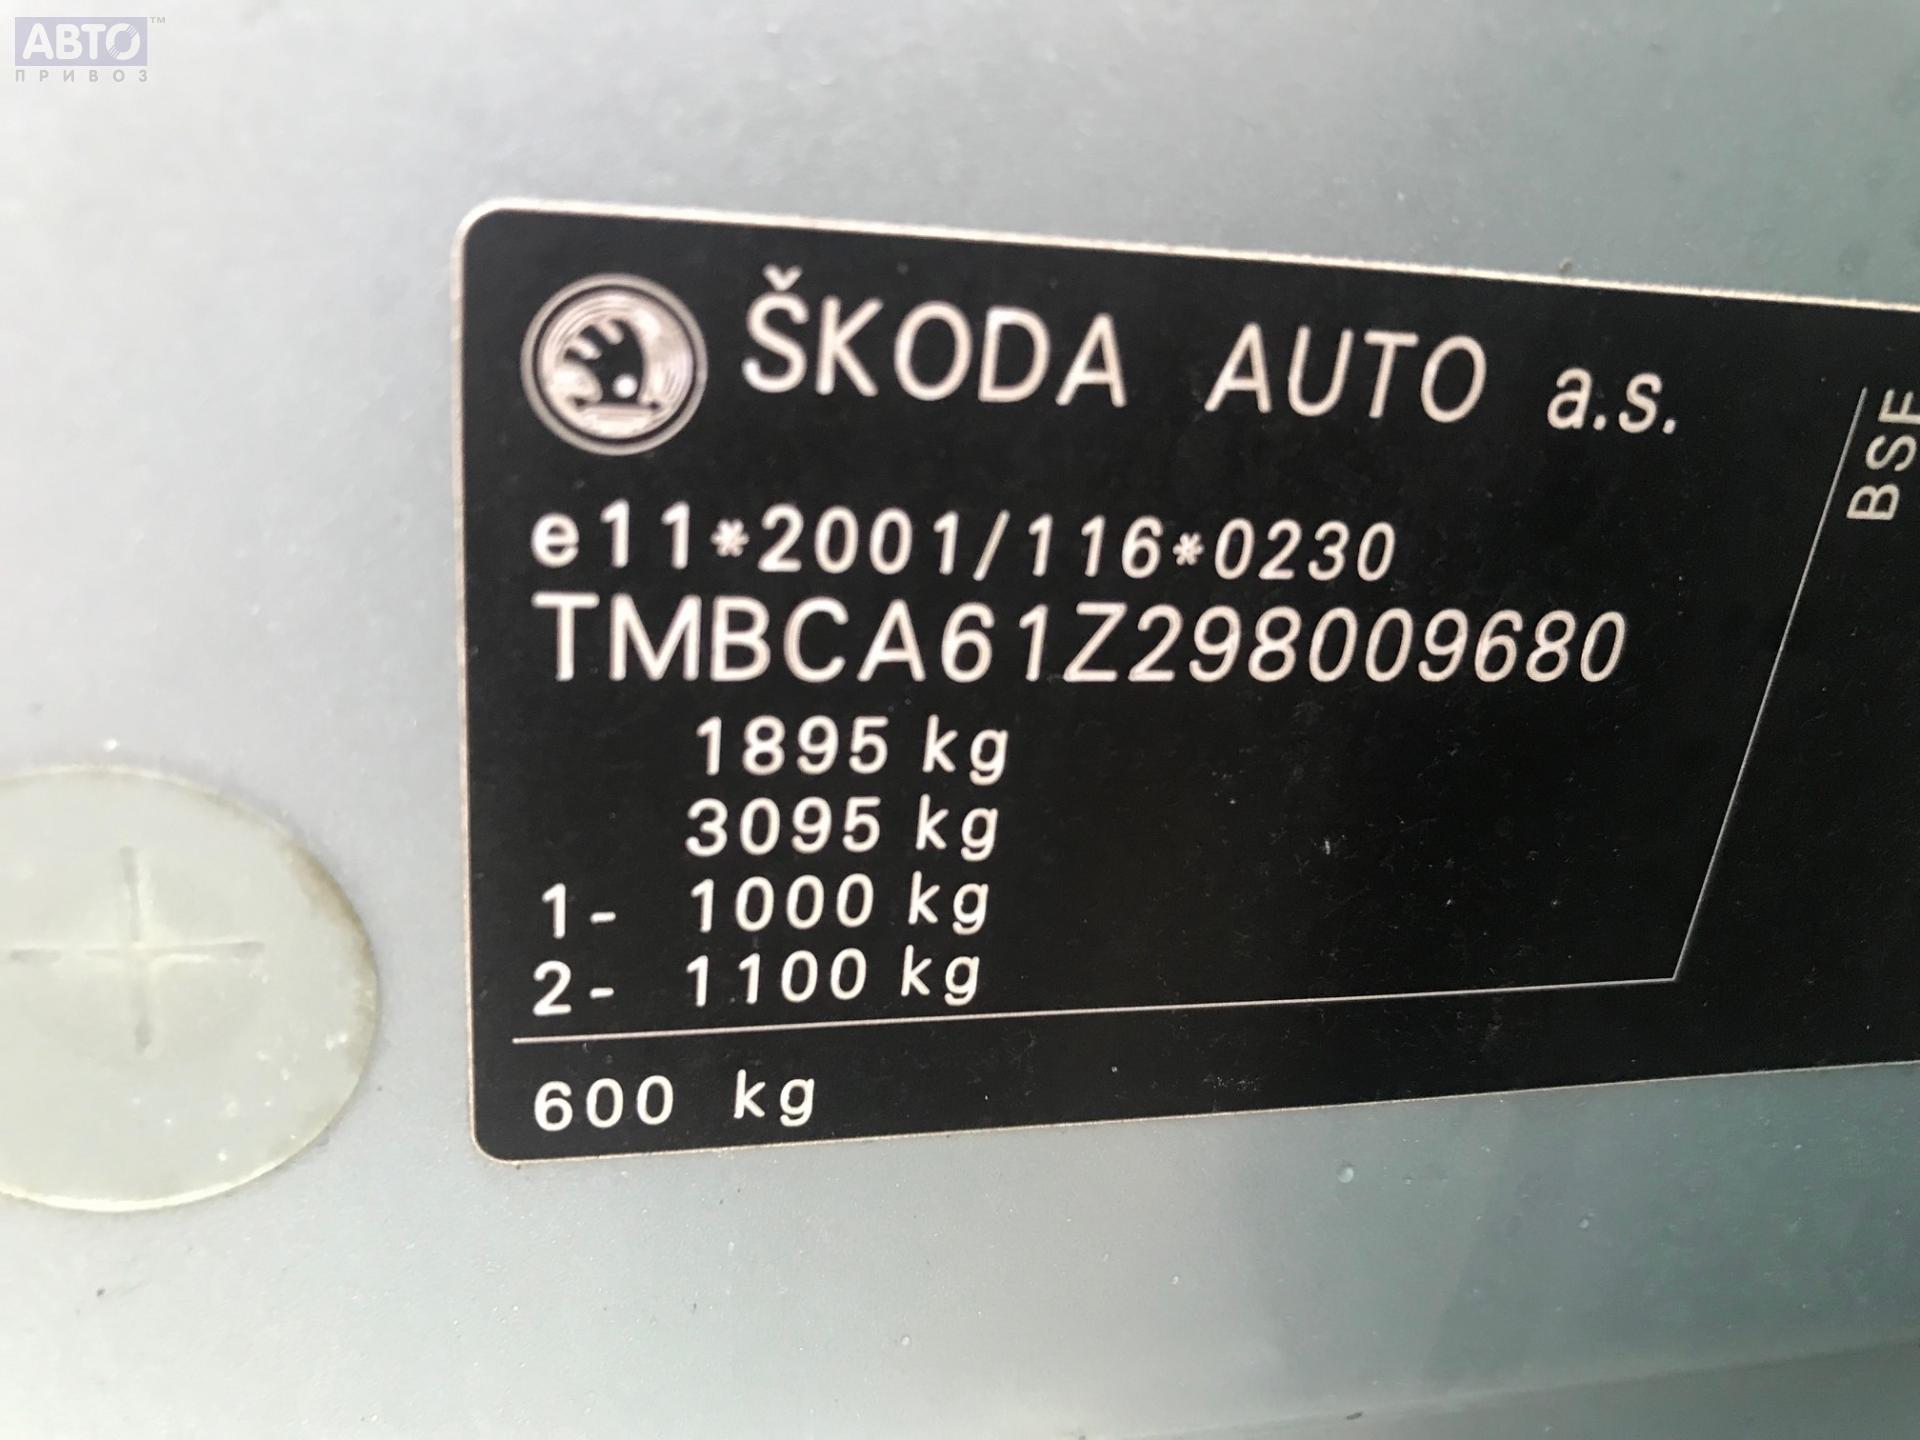 АВТО™
ПРИВОЗ
ŠKODA AUTO a.s.
e11*2001/116*0230
TMBCA61Z298009680
1895 kg
3095 kg
1- 1000 kg
2- 1100 kg
600 kg
BSE